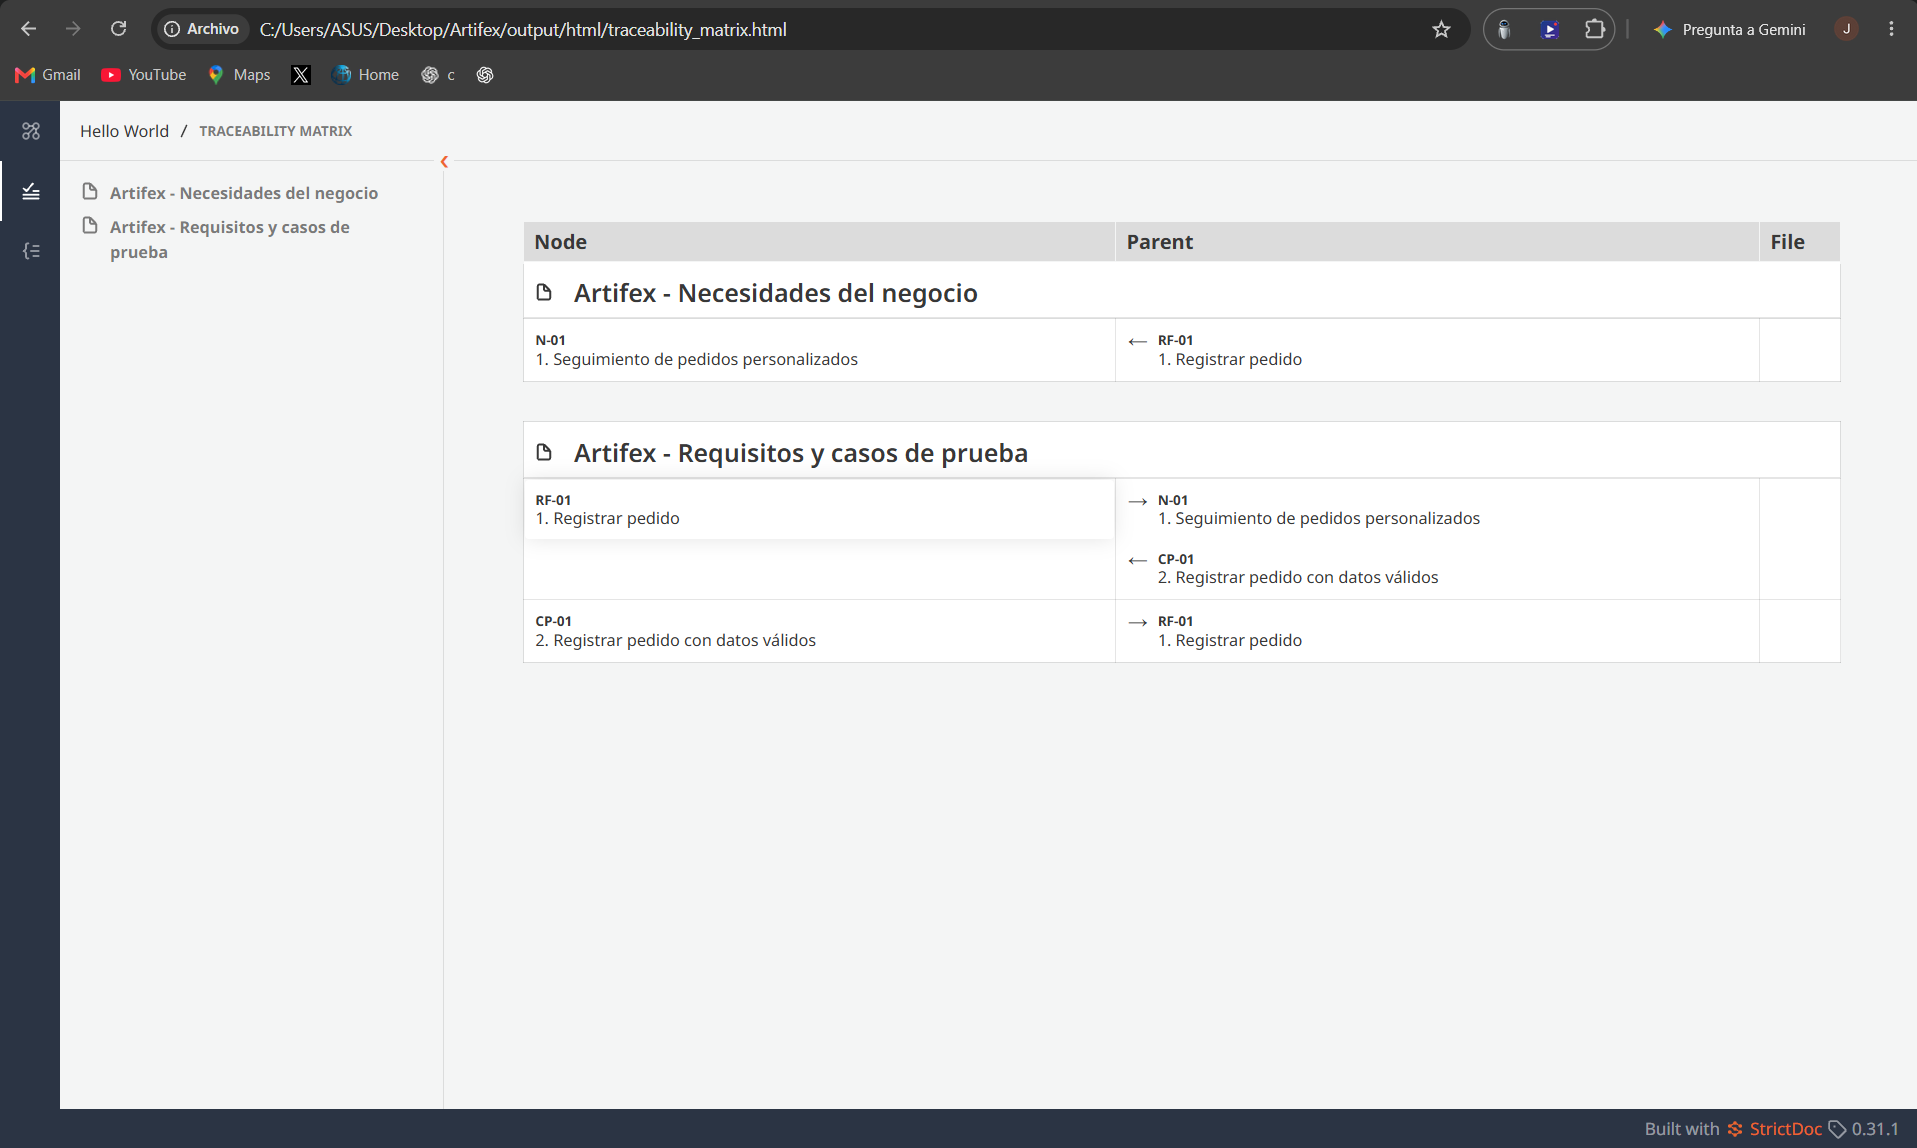 Archivo
C:/Users/ASUS/Desktop/Artifex/output/html/traceability_matrix.html
Pregunta a Gemini
J
Gmail
YouTube
Maps
Home
c
Hello World / TRACEABILITY MATRIX
Artifex - Necesidades del negocio
Artifex - Requisitos y casos de
prueba
Node Parent File
Artifex - Necesidades del negocio
N-01 ← RF-01
1. Seguimiento de pedidos personalizados 1. Registrar pedido
Artifex - Requisitos y casos de prueba
RF-01 → N-01
1. Registrar pedido 1. Seguimiento de pedidos personalizados
← CP-01
2. Registrar pedido con datos válidos
CP-01 → RF-01
2. Registrar pedido con datos válidos 1. Registrar pedido
Built with StrictDoc 0.31.1